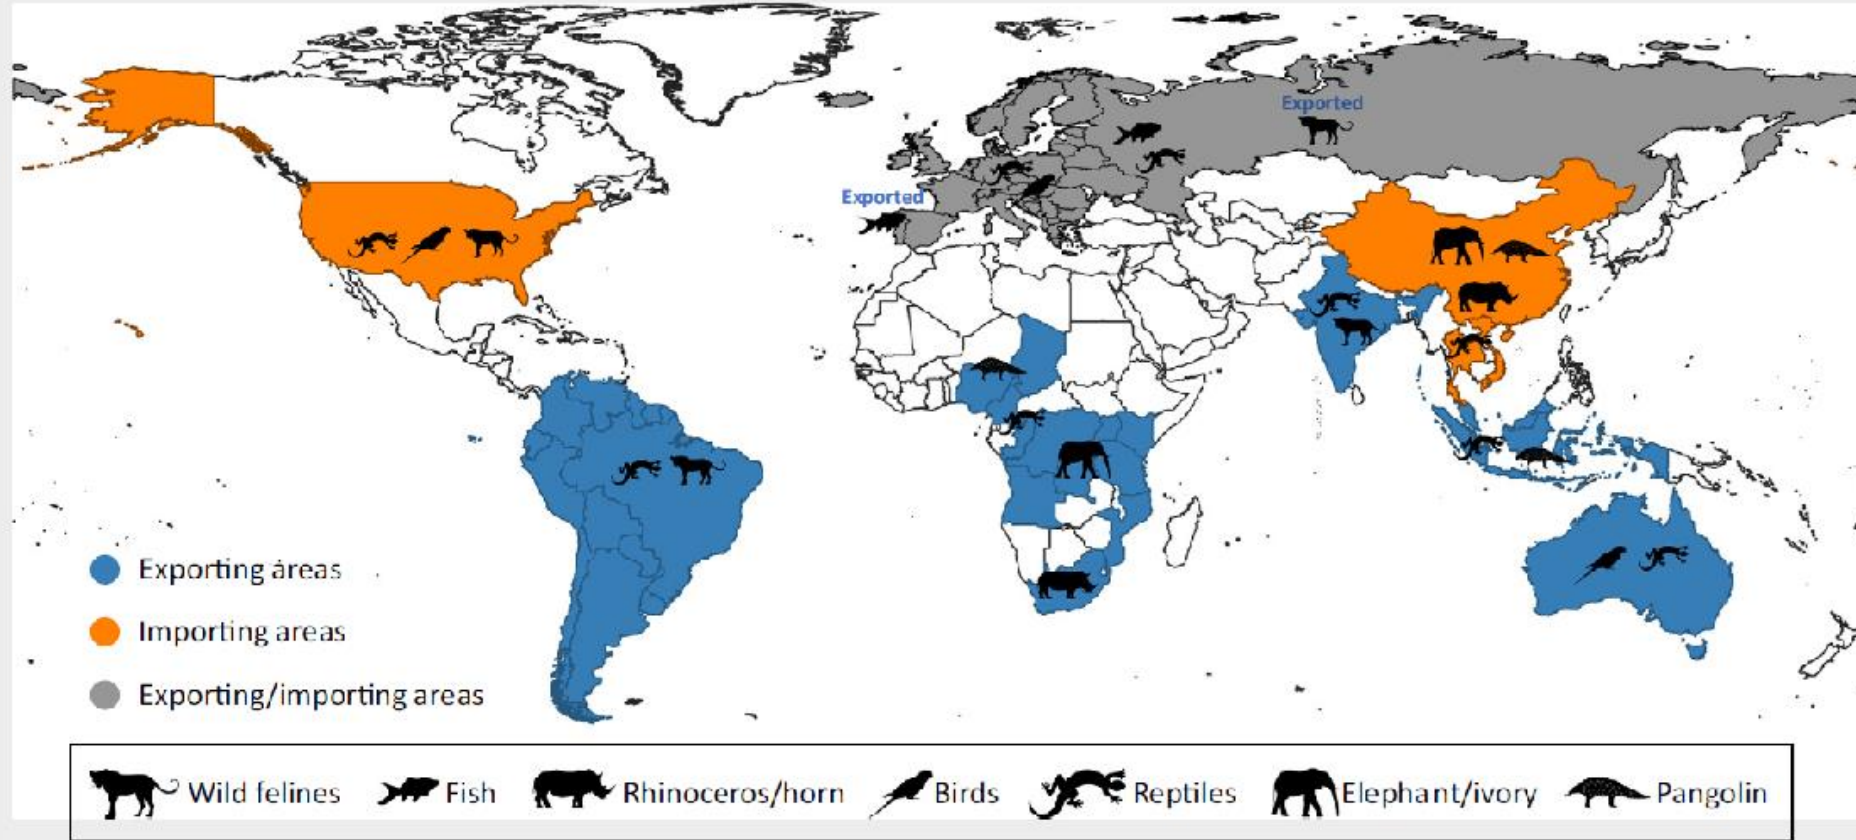 Exported
Exported
Exporting areas
Importing areas
Exporting/importing areas
Wild felines Fish Rhinoceros/horn Birds Reptiles Elephant/ivory Pangolin